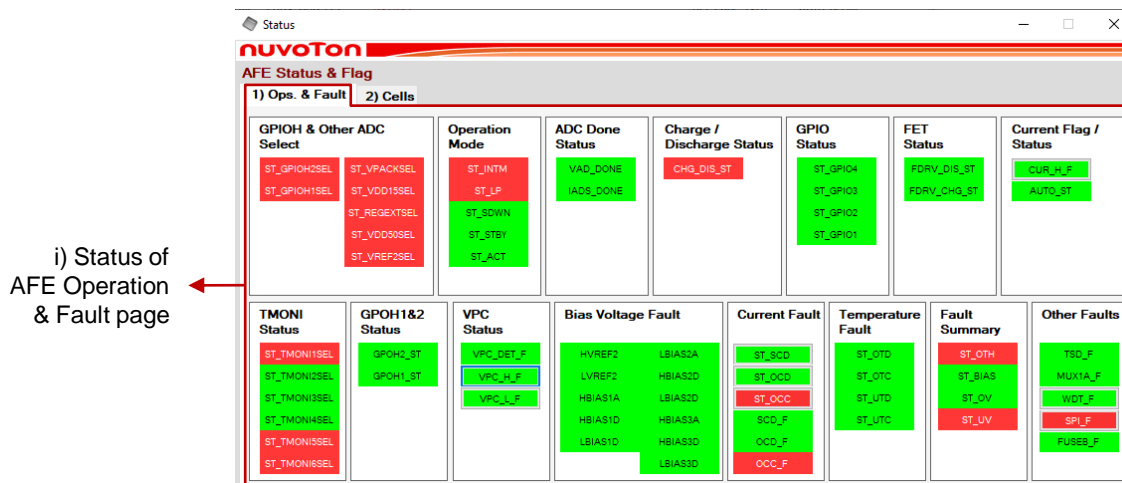 Status
nuvoTon
AFE Status & Flag
1) Ops. & Fault
2) Cells
GPIOH & Other ADC
Select
ST_GPIOH2SEL
ST_GPIOH1SEL
ST_VPACKSEL
ST_VDD15SEL
ST_REGEXTSEL
ST_VDD50SEL
ST_VREF2SEL
Operation
Mode
ST_INTM
ST_LP
ST_SDWN
ST_STBY
ST_ACT
ADC Done
Status
VAD_DONE
IADS_DONE
Charge /
Discharge Status
CHG_DIS_ST
GPIO
Status
ST_GPIO4
ST_GPIO3
ST_GPIO2
ST_GPIO1
FET
Status
FDRV_DIS_ST
FDRV_CHG_ST
Current Flag /
Status
CUR_H_F
AUTO_ST
i) Status of
AFE Operation
& Fault page
TMONI
Status
ST_TMONI1SEL
ST_TMONI2SEL
ST_TMONI3SEL
ST_TMONI4SEL
ST_TMONI5SEL
ST_TMONI6SEL
GPOH1&2
Status
GPOH2_ST
GPOH1_ST
VPC
Status
VPC_DET_F
VPC_H_F
VPC_L_F
Bias Voltage Fault
HVREF2
LVREF2
HBIAS1A
HBIAS1D
LBIAS1D
LBIAS2A
HBIAS2D
LBIAS2D
HBIAS3A
HBIAS3D
LBIAS3D
Current Fault
ST_SCD
ST_OCD
ST_OCC
SCD_F
OCD_F
OCC_F
Temperature
Fault
ST_OTD
ST_OTC
ST_UTD
ST_UTC
Fault
Summary
ST_OTH
ST_BIAS
ST_OV
ST_UV
Other Faults
TSD_F
MUX1A_F
WDT_F
SPI_F
FUSEB_F